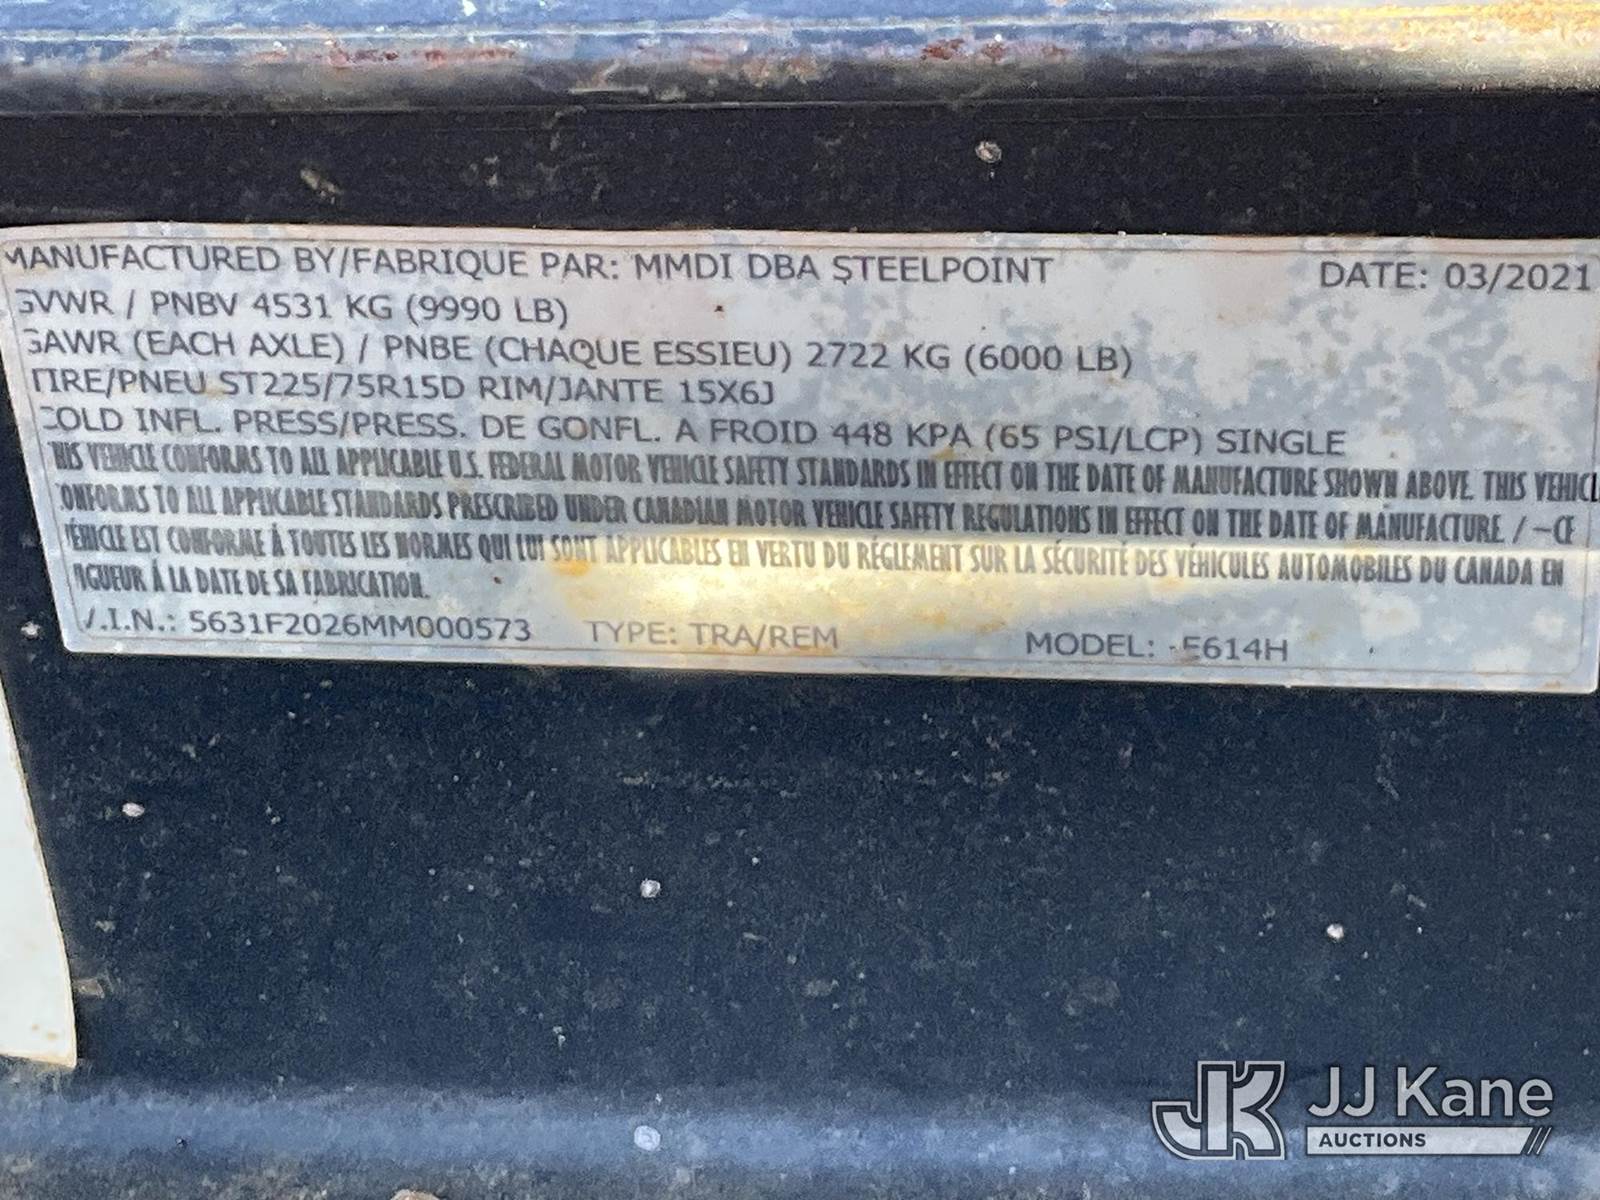 MANUFACTURED BY/FABRIQUE PAR: MMDI DBA STEELPOINT DATE: 03/2021
GVWR / PNBV 4531 KG (9990 LB)
GAWR (EACH AXLE) / PNBE (CHAQUE ESSIEU) 2722 KG (6000 LB)
TIRE/PNEU ST225/75R15D RIM/JANTE 15X6J
COLD INFL. PRESS/PRESS. DE GONFL. A FROID 448 KPA (65 PSI/LCP) SINGLE
THIS VEHICLE CONFORMS TO ALL APPLICABLE U.S. FEDERAL MOTOR VEHICLE SAFETY STANDARDS IN EFFECT ON THE DATE OF MANUFACTURE SHOWN ABOVE. THIS VEHICL
CONFORMS TO ALL APPLICABLE STANDARDS PRESCRIBED UNDER CANADIAN MOTOR VEHICLE SAFETY REGULATIONS IN EFFECT ON THE DATE OF MANUFACTURE / –CE
VÉHICLE EST CONFORME À TOUTES LES NORMES QUI LUI SONT APPLICABLES EN VERTU DU RÉGLEMENT SUR LA SÉCURITÉ DES VÉHICULES AUTOMOBILES DU CANADA EN
VIGUEUR À LA DATE DE SA FABRICATION.
V.I.N.: 5631F2026MM000573 TYPE: TRA/REM MODEL: E614H
JK JJ Kane
AUCTIONS